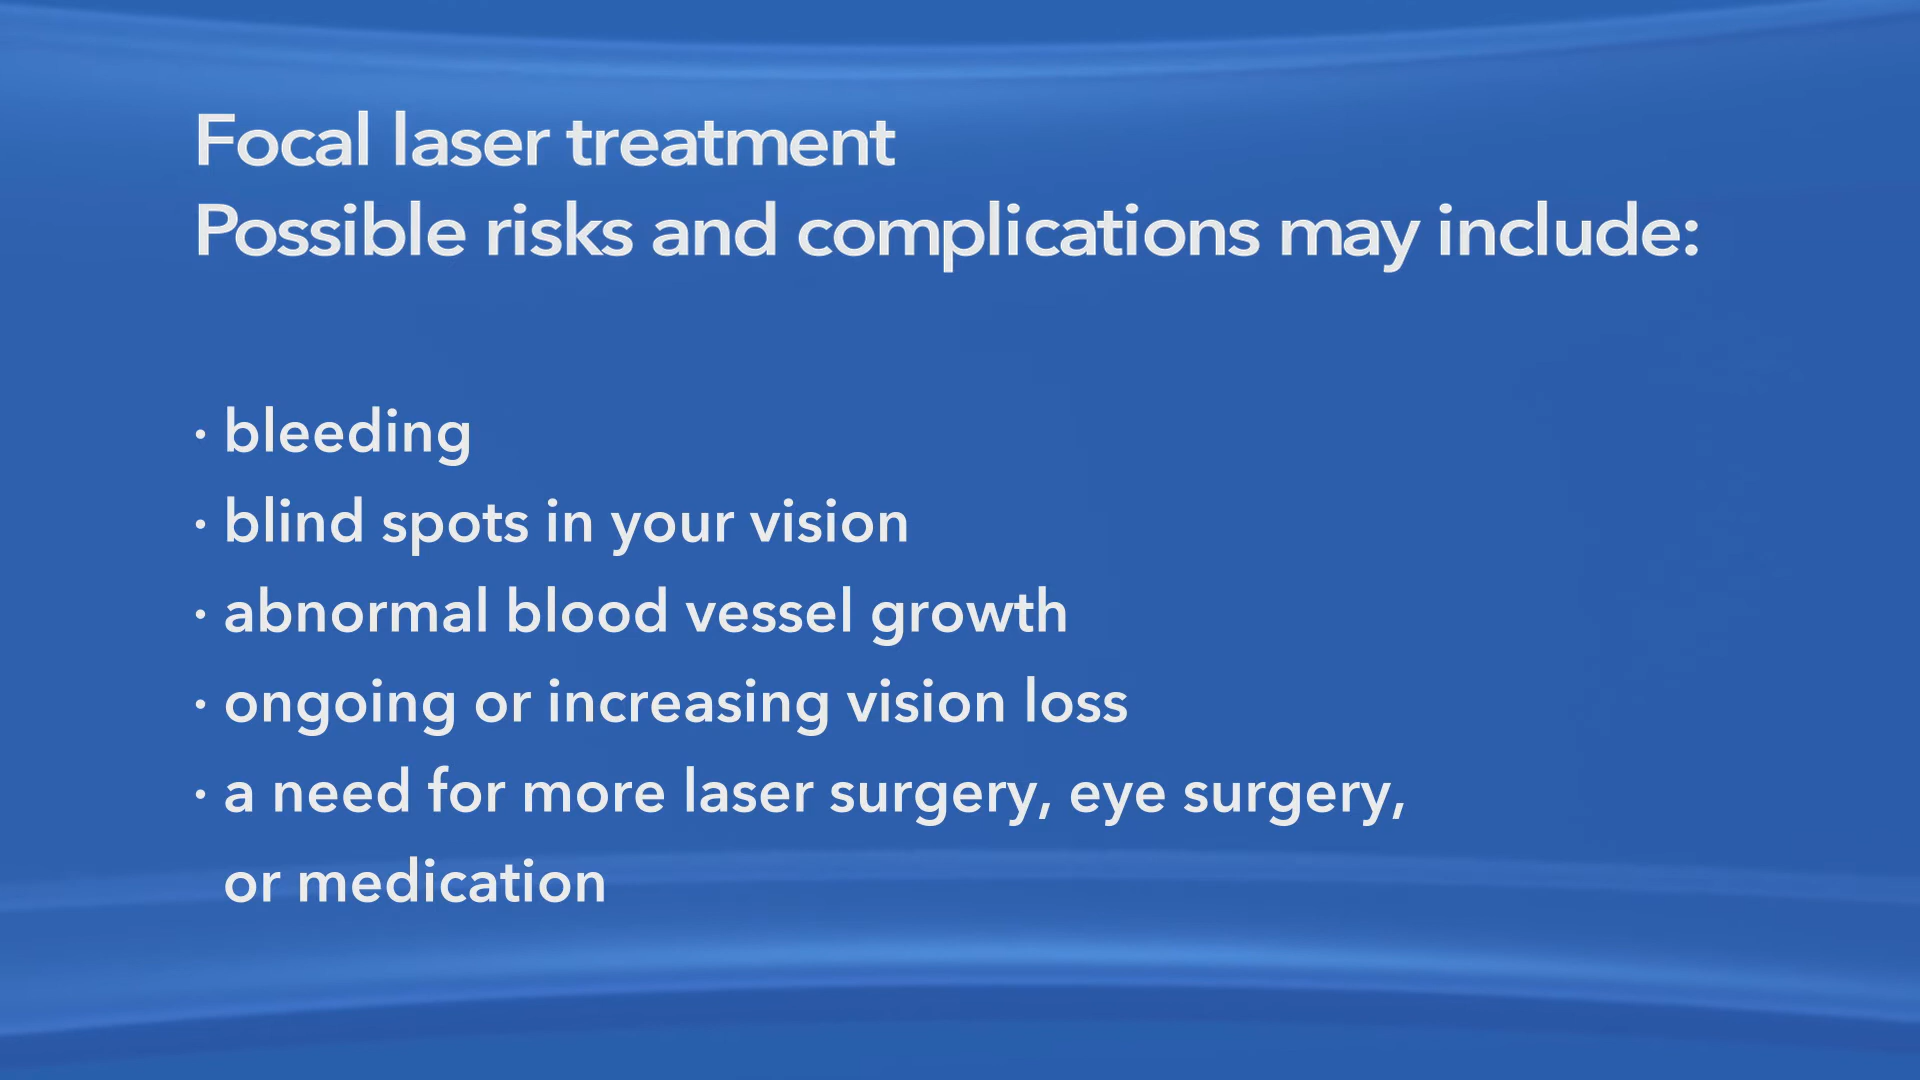 Focal laser treatment
Possible risks and complications may include:
· bleeding
· blind spots in your vision
· abnormal blood vessel growth
· ongoing or increasing vision loss
· a need for more laser surgery, eye surgery,
or medication